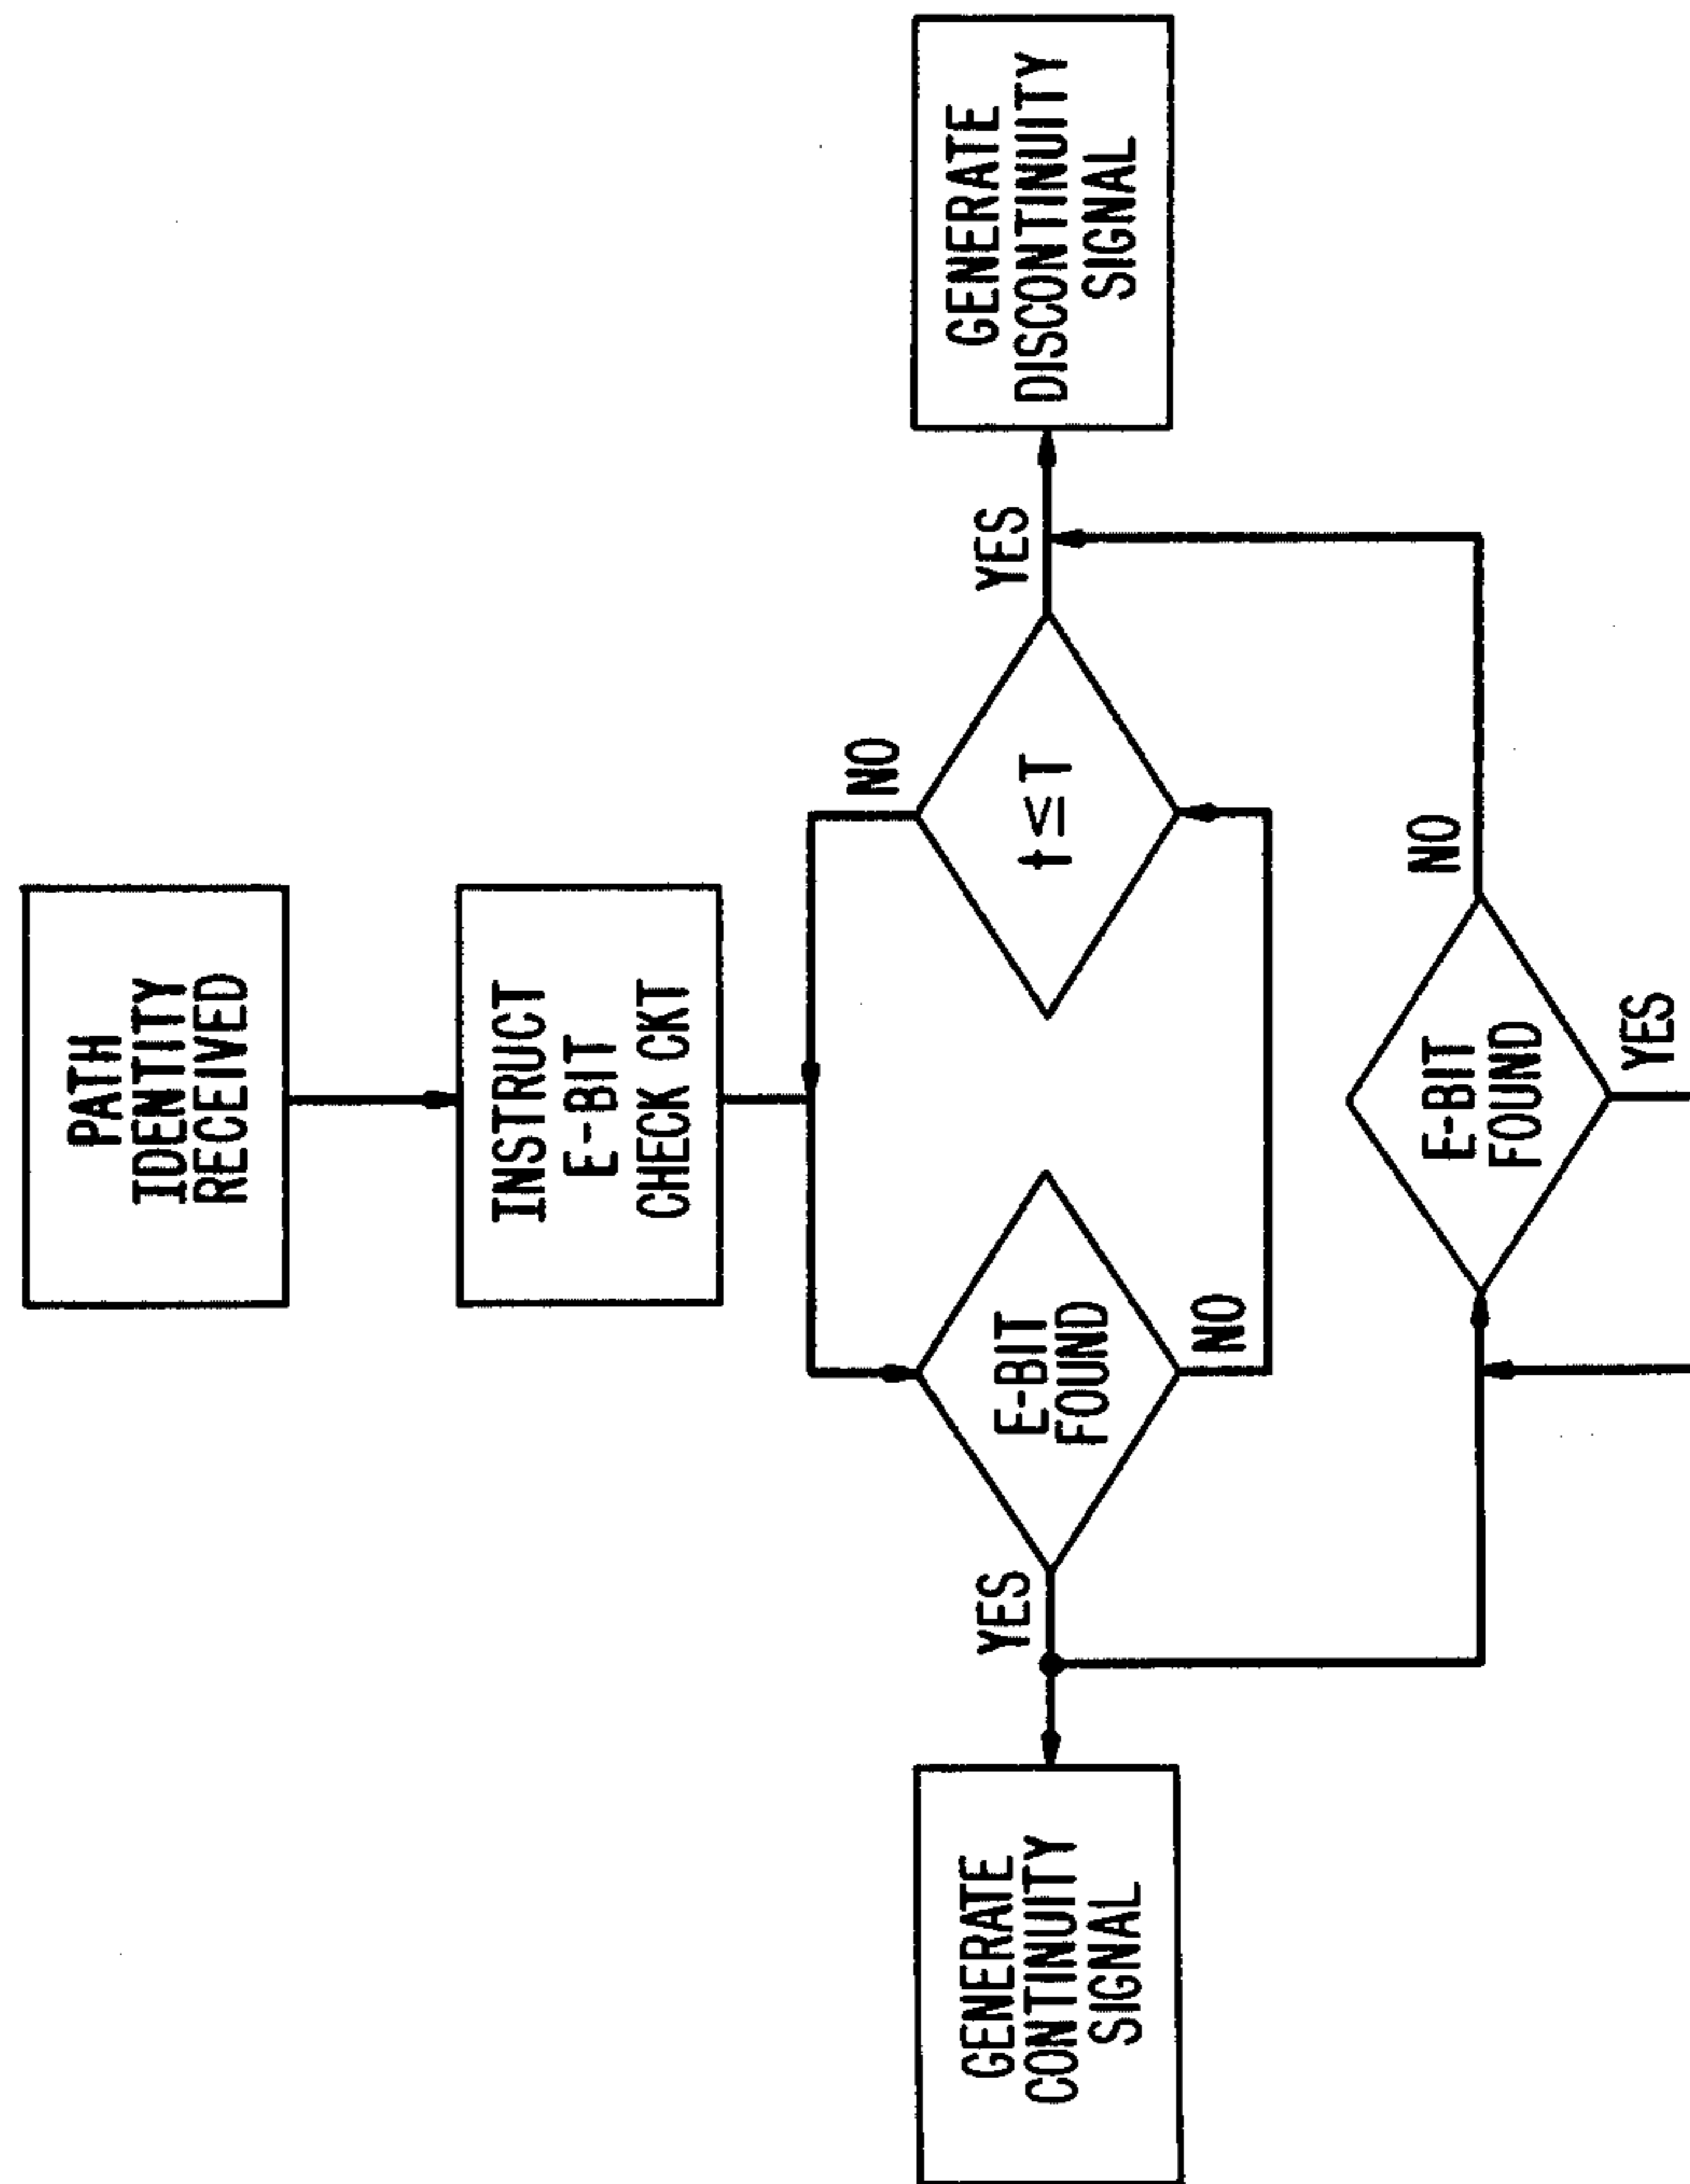 PATH
IDENTITY
RECEIVED
INSTRUCT
E-BIT
CHECK CKT
NO
YES
E-BIT
FOUND
t ≤ T
YES
NO
GENERATE
CONTINUITY
SIGNAL
GENERATE
DISCONTINUITY
SIGNAL
E-BIT
FOUND
NO
YES